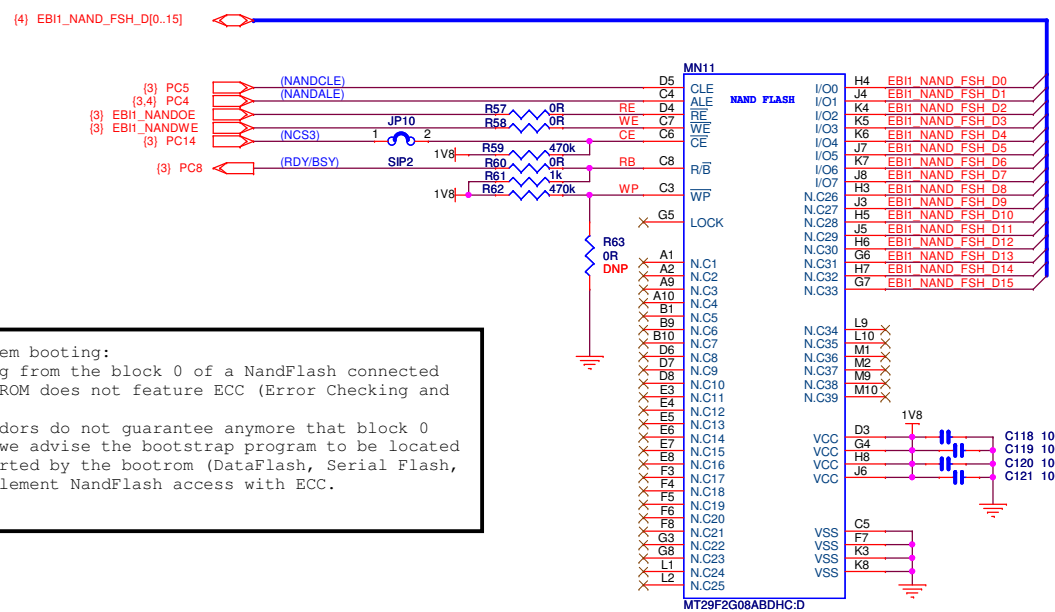 {4} EBI1_NAND_FSH_D[0..15]
MN11
NAND FLASH
{3} PC5 (NANDCLE) D5 CLE I/O0 H4 EBI1_NAND_FSH_D0
{3,4} PC4 (NANDALE) C4 ALE I/O1 J4 EBI1_NAND_FSH_D1
{3} EBI1_NANDOE R57 0R RE D4 RE I/O2 K4 EBI1_NAND_FSH_D2
{3} EBI1_NANDWE R58 0R WE C7 WE I/O3 K5 EBI1_NAND_FSH_D3
{3} PC14 (NCS3) 1 JP10 2 CE C6 CE I/O4 K6 EBI1_NAND_FSH_D4
1V8 R59 470k I/O5 J7 EBI1_NAND_FSH_D5
{3} PC8 (RDY/BSY) SIP2 R60 0R RB C8 R/B I/O6 K7 EBI1_NAND_FSH_D6
R61 1k I/O7 J8 EBI1_NAND_FSH_D7
1V8 R62 470k WP C3 WP N.C26 H3 EBI1_NAND_FSH_D8
N.C27 J3 EBI1_NAND_FSH_D9
G5 LOCK N.C28 H5 EBI1_NAND_FSH_D10
N.C29 J5 EBI1_NAND_FSH_D11
R63 0R DNP
N.C30 H6 EBI1_NAND_FSH_D12
A1 N.C1 N.C31 G6 EBI1_NAND_FSH_D13
A2 N.C2 N.C32 H7 EBI1_NAND_FSH_D14
A9 N.C3 N.C33 G7 EBI1_NAND_FSH_D15
A10 N.C4
B1 N.C5
B9 N.C6 N.C34 L9
B10 N.C7 N.C35 L10
D6 N.C8 N.C36 M1
D7 N.C9 N.C37 M2
D8 N.C10 N.C38 M9
E3 N.C11 N.C39 M10
E4 N.C12
E5 N.C13 1V8
E6 N.C14 VCC D3 C118 10
E7 N.C15 VCC G4 C119 10
E8 N.C16 VCC H8 C120 10
F3 N.C17 VCC J6 C121 10
F4 N.C18
F5 N.C19
F6 N.C20
F8 N.C21 VSS C5
G3 N.C22 VSS F7
G8 N.C23 VSS K3
L1 N.C24 VSS K8
L2 N.C25
MT29F2G08ABDHC:D
em booting:
g from the block 0 of a NandFlash connected
ROM does not feature ECC (Error Checking and
dors do not guarantee anymore that block 0
we advise the bootstrap program to be located
rted by the bootrom (DataFlash, Serial Flash,
lement NandFlash access with ECC.